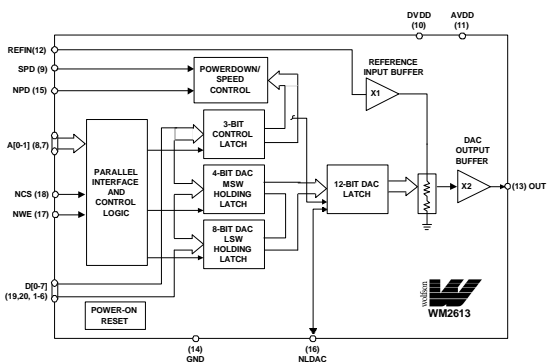 DVDD
(10)
AVDD
(11)
REFIN(12)
SPD (9)
NPD (15)
POWERDOWN/
SPEED
CONTROL
REFERENCE
INPUT BUFFER
X1
3-BIT
CONTROL
LATCH
A[0-1] (8,7)
PARALLEL
INTERFACE
AND
CONTROL
LOGIC
4-BIT DAC
MSW
HOLDING
LATCH
12-BIT DAC
LATCH
DAC
OUTPUT
BUFFER
X2
(13) OUT
NCS (18)
NWE (17)
8-BIT DAC
LSW
HOLDING
LATCH
D[0-7]
(19,20, 1-6)
POWER-ON
RESET
wolfson
WM2613
(14)
GND
(16)
NLDAC